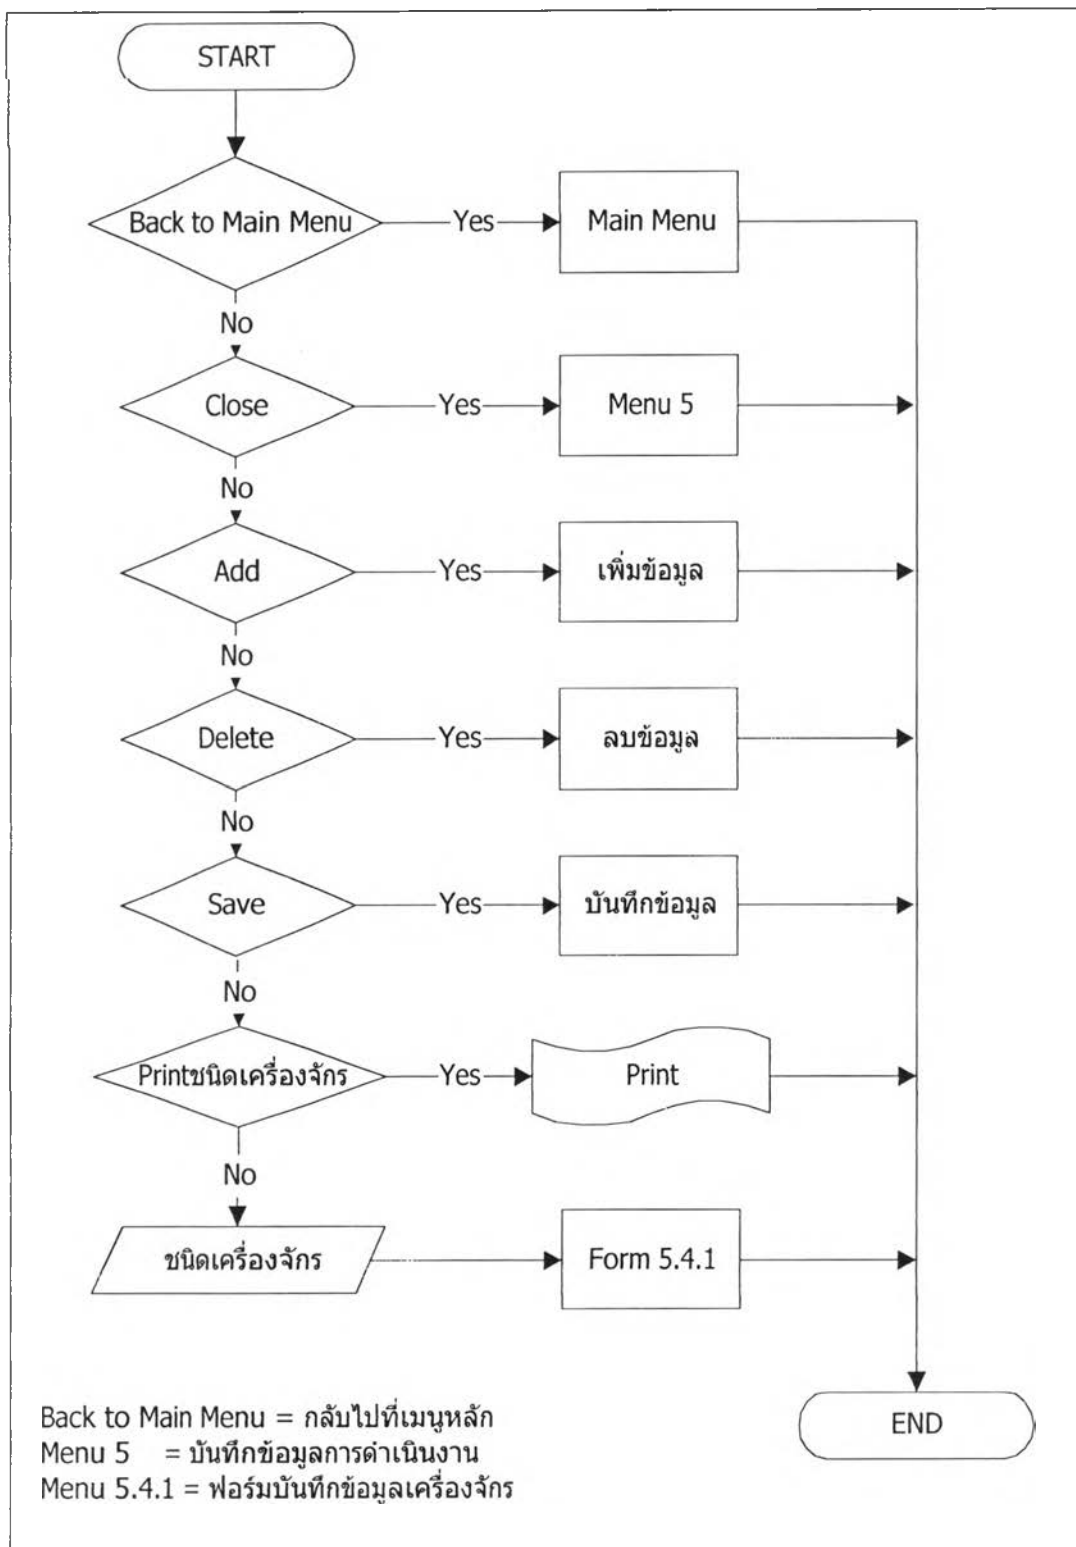 START
Back to Main Menu
Yes
Main Menu
No
Close
Yes
Menu 5
No
Add
Yes
เพิ่มข้อมูล
No
Delete
Yes
ลบข้อมูล
No
Save
Yes
บันทึกข้อมูล
No
Printชนิดเครื่องจักร
Yes
Print
No
ชนิดเครื่องจักร
Form 5.4.1
END
Back to Main Menu = กลับไปที่เมนูหลัก
Menu 5 = บันทึกข้อมูลการดำเนินงาน
Menu 5.4.1 = ฟอร์มบันทึกข้อมูลเครื่องจักร